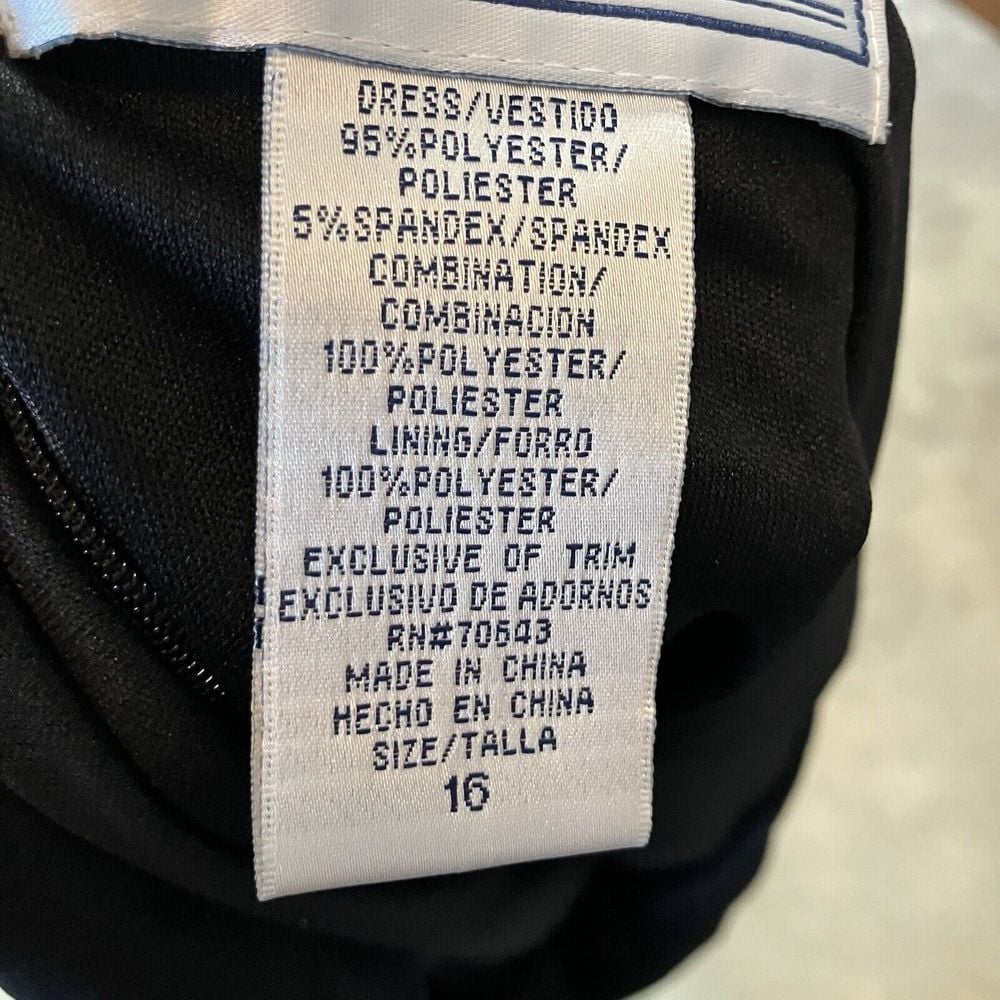 DRESS/VESTIDO
95%POLYESTER/
POLIESTER
5%SPANDEX/SPANDEX
COMBINATION/
COMBINACION
100%POLYESTER/
POLIESTER
LINING/FORRO
100%POLYESTER/
POLIESTER
EXCLUSIVE OF TRIM
EXCLUSIVO DE ADORNOS
RN#70643
MADE IN CHINA
HECHO EN CHINA
SIZE/TALLA
16